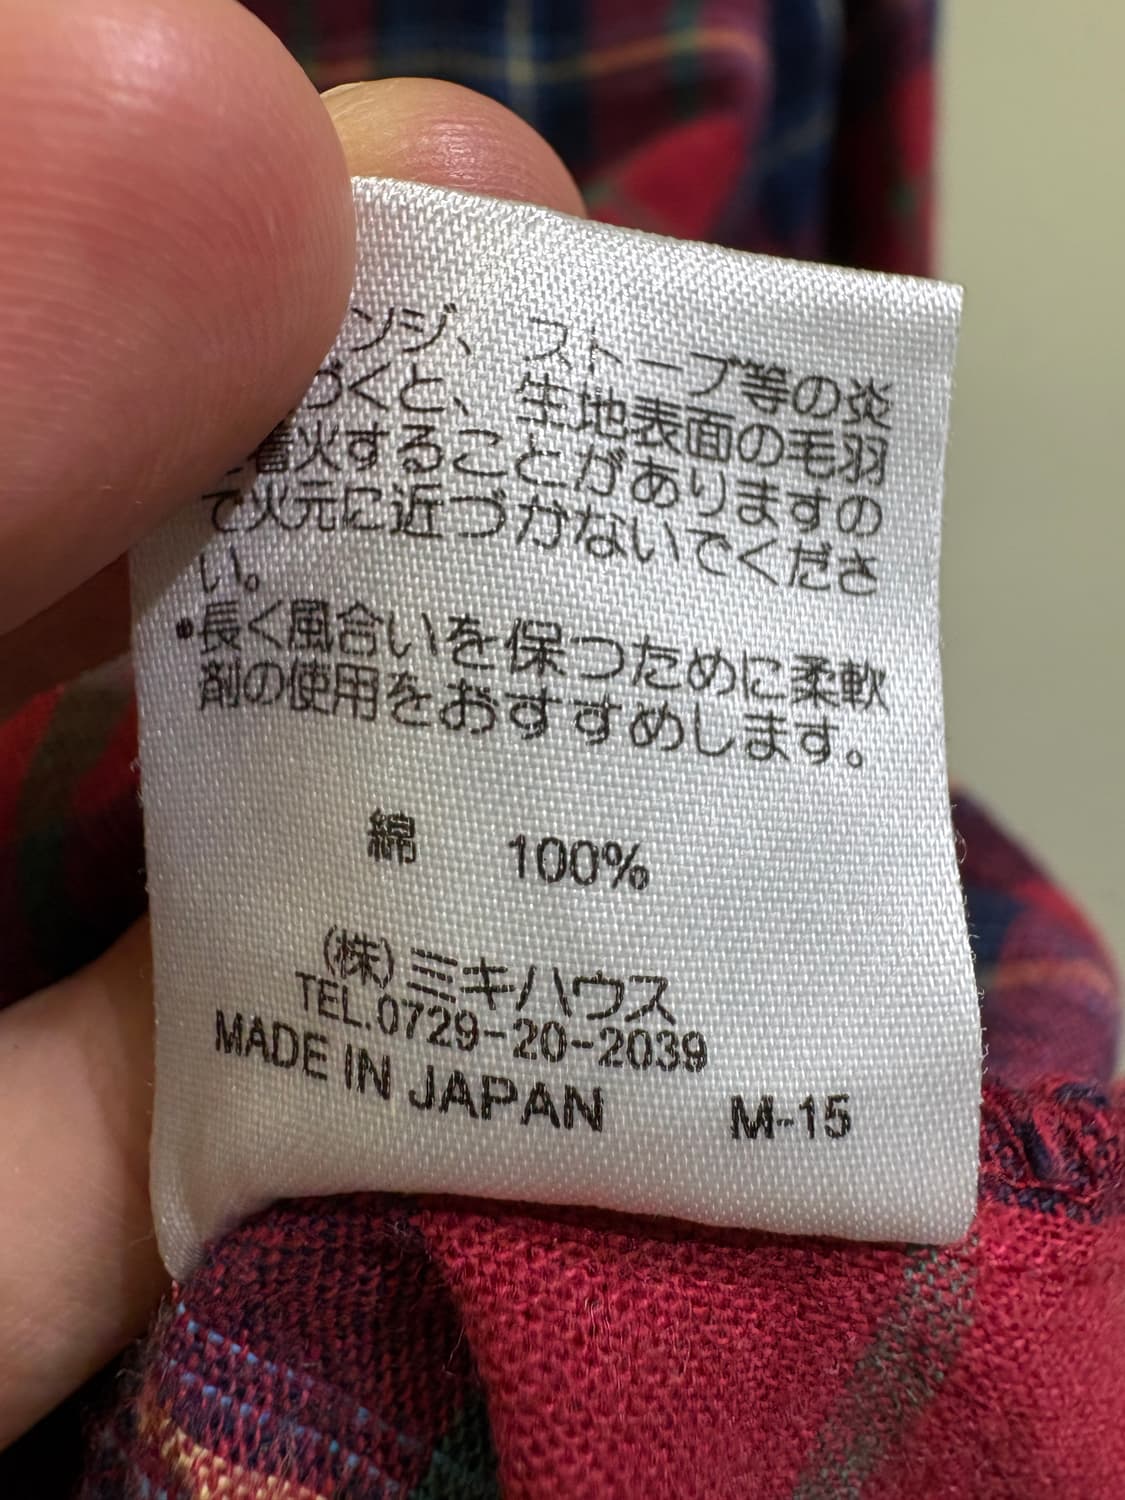 ンジ、ストーブ等の炎
づくと、生地表面の毛羽
着火することがありますの
で火元に近づかないでくださ
い。
•長く風合いを保つために柔軟
剤の使用をおすすめします。
綿 100%
(株)ミキハウス
TEL.0729-20-2039
MADE IN JAPAN M-15